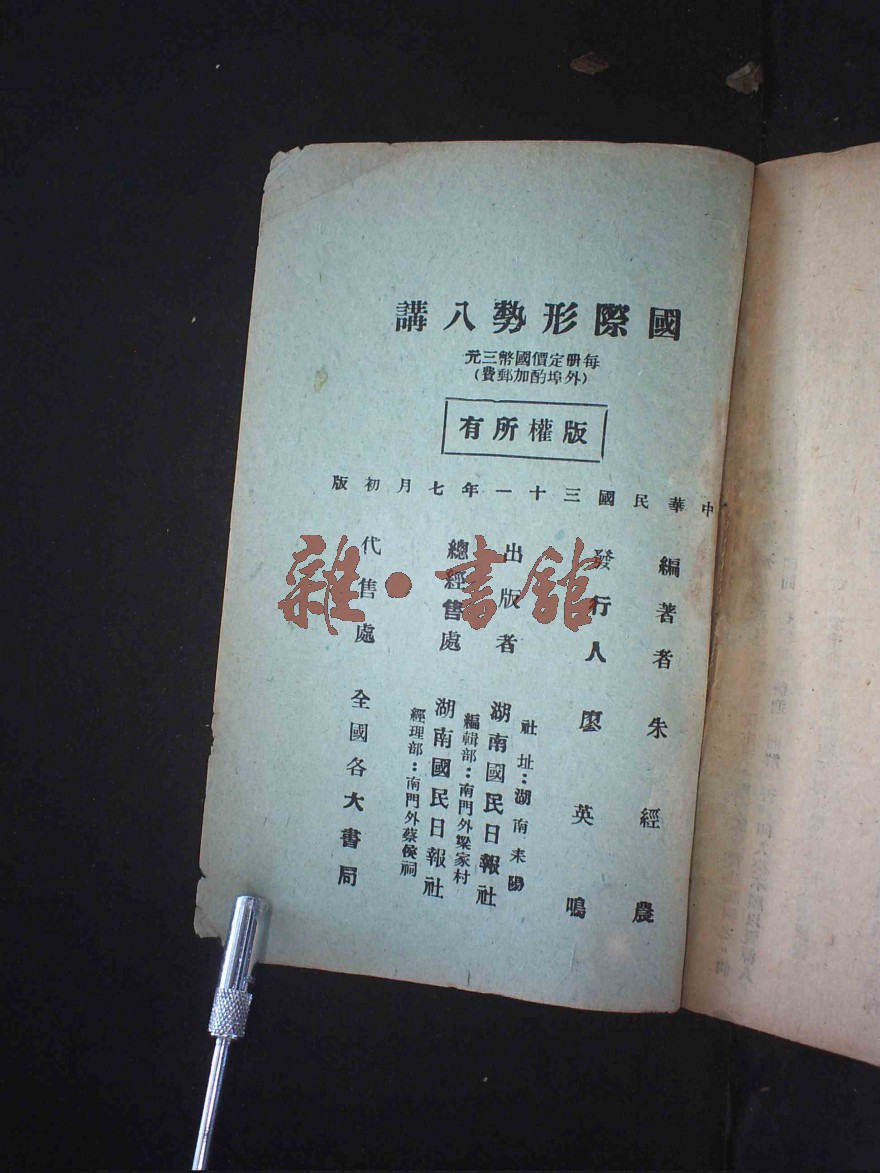 國際形勢八講
每册定價國幣三元
(外埠酌加郵費)
版權所有
中華民國三十一年七月初版
編著者 朱經農
發行人 廖英鳴
出版者 湖南國民日報社
社址：湖南耒陽
總經售處 湖南國民日報社
編輯部：南門外梁家村
經理部：南門外蔡侯祠
代售處 全國各大書局
雜·書館